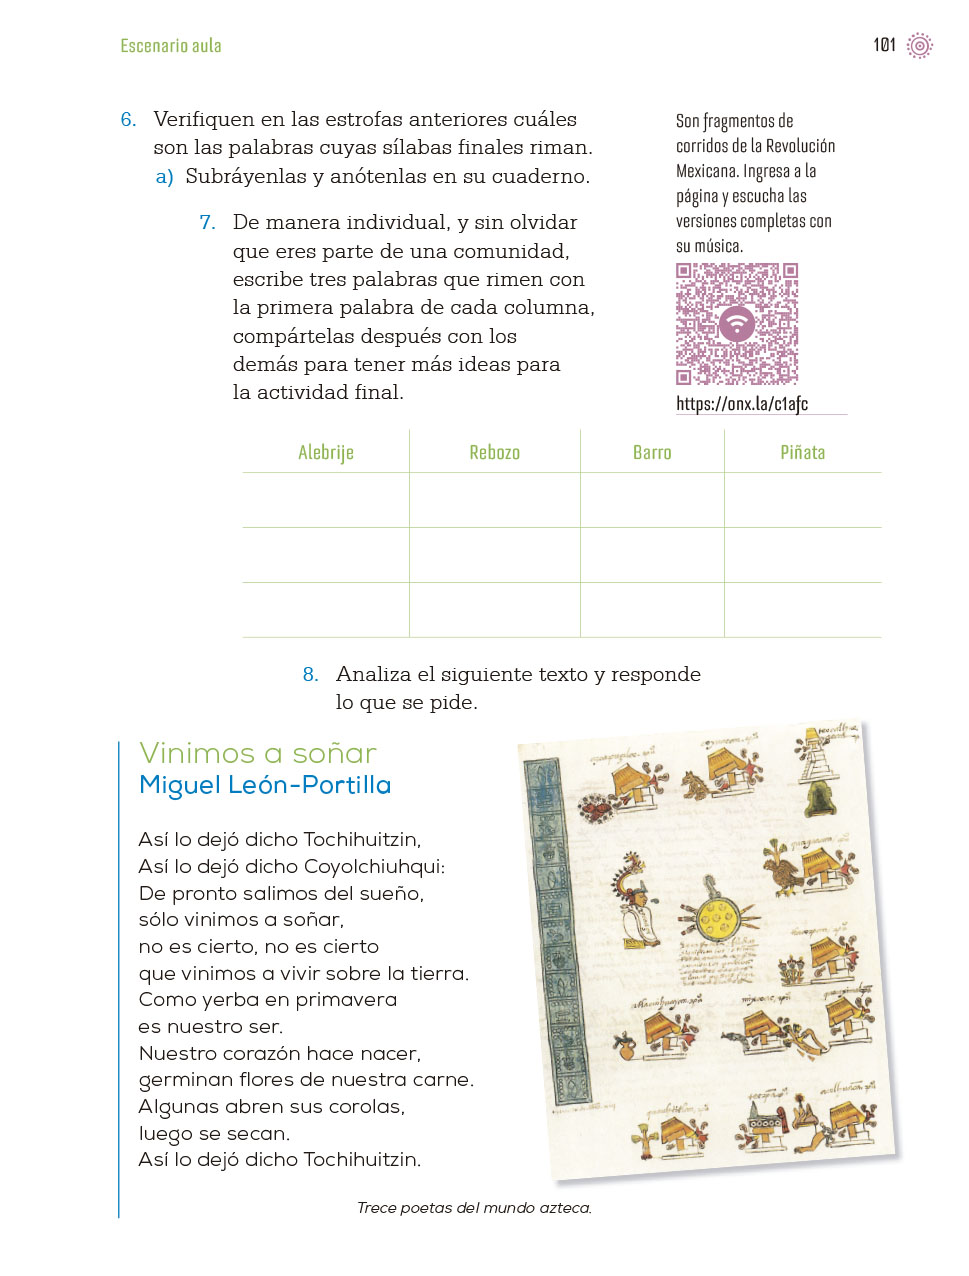 Escenario aula
101
6. Verifiquen en las estrofas anteriores cuáles
son las palabras cuyas sílabas finales riman.
a) Subráyenlas y anótenlas en su cuaderno.
7. De manera individual, y sin olvidar
que eres parte de una comunidad,
escribe tres palabras que rimen con
la primera palabra de cada columna,
compártelas después con los
demás para tener más ideas para
la actividad final.
Son fragmentos de
corridos de la Revolución
Mexicana. Ingresa a la
página y escucha las
versiones completas con
su música.
https://onx.la/c1afc
Alebrije Rebozo Barro Piñata
8. Analiza el siguiente texto y responde
lo que se pide.
Vinimos a soñar
Miguel León-Portilla
Así lo dejó dicho Tochihuitzin,
Así lo dejó dicho Coyolchiuhqui:
De pronto salimos del sueño,
sólo vinimos a soñar,
no es cierto, no es cierto
que vinimos a vivir sobre la tierra.
Como yerba en primavera
es nuestro ser.
Nuestro corazón hace nacer,
germinan flores de nuestra carne.
Algunas abren sus corolas,
luego se secan.
Así lo dejó dicho Tochihuitzin.
Trece poetas del mundo azteca.